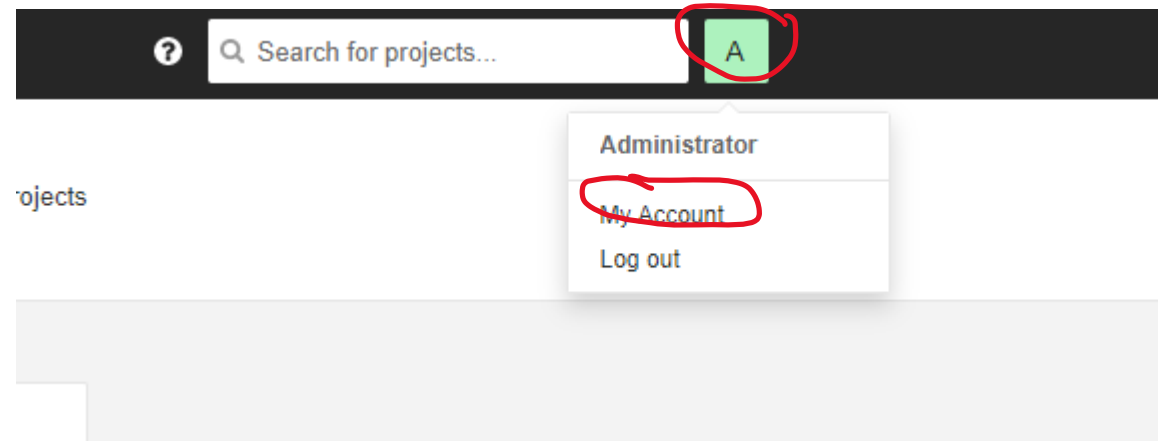 Search for projects...
A
Administrator
rojects
My Account
Log out